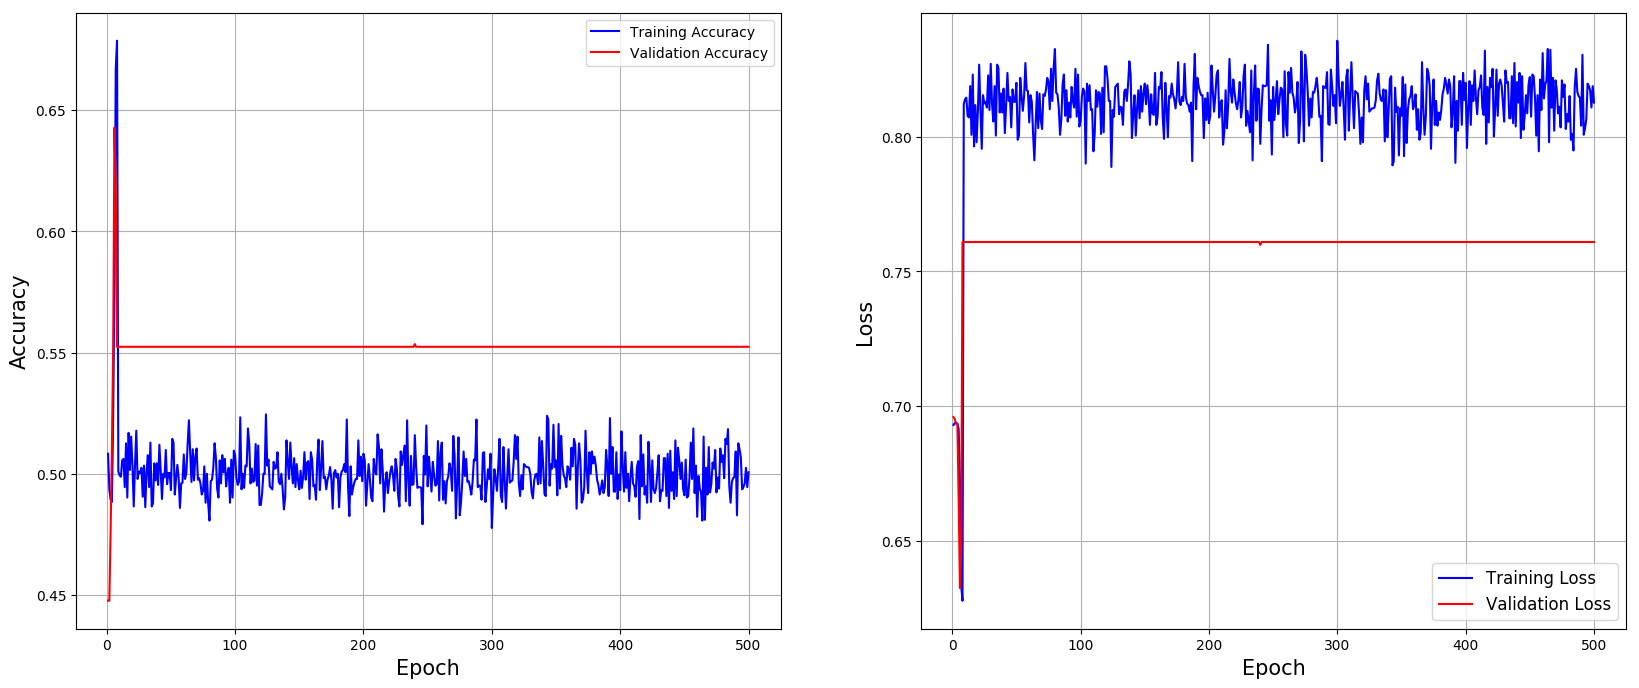 Training Accuracy
Validation Accuracy
0.65
0.60
0.55
0.50
0.45
Accuracy
0
100
200
300
400
500
Epoch
0.80
0.75
0.70
0.65
Loss
Training Loss
Validation Loss
0
100
200
300
400
500
Epoch